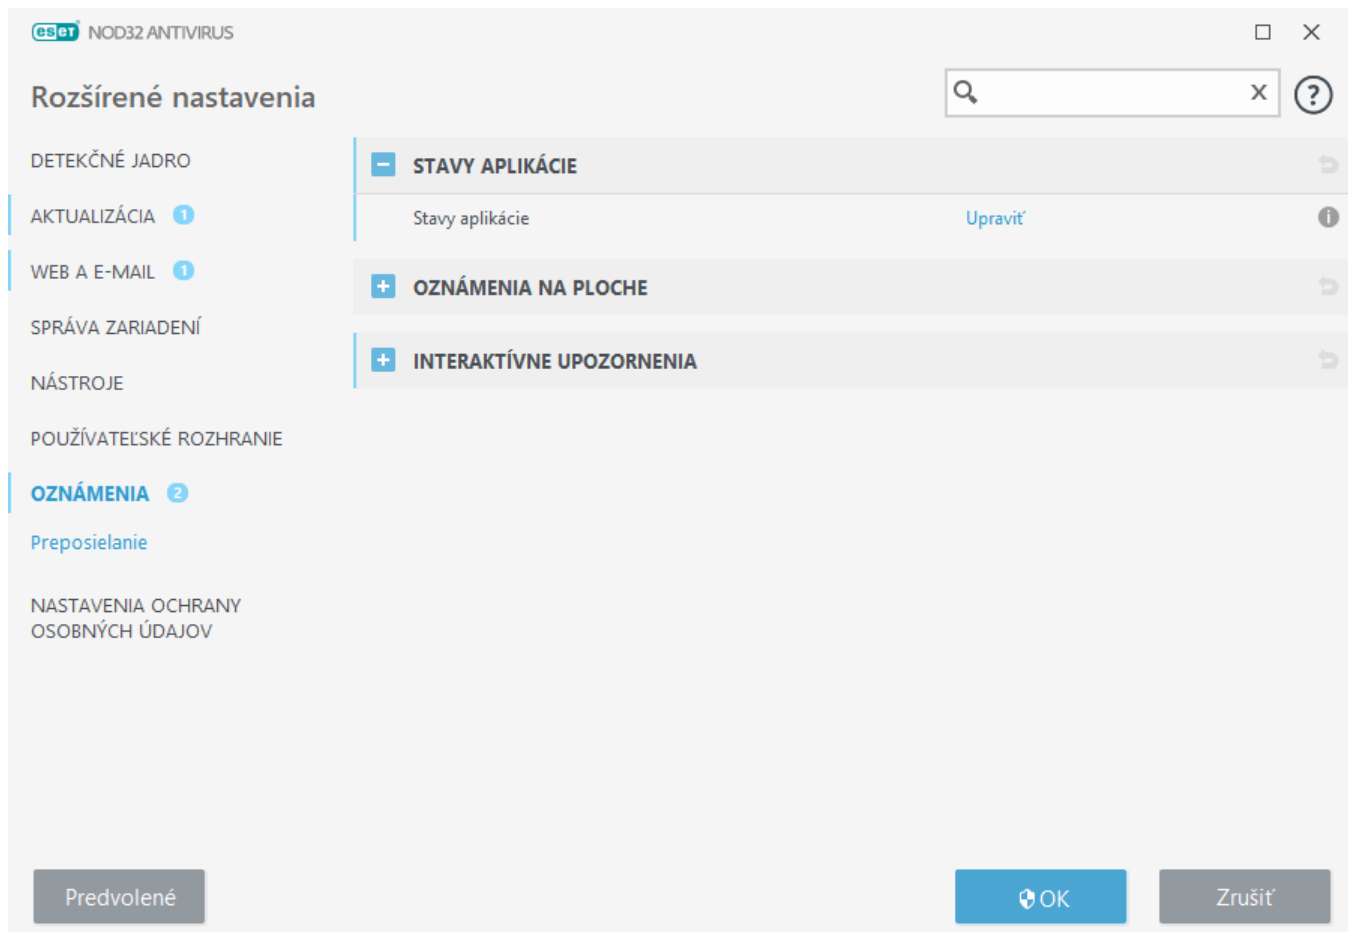 eset NOD32 ANTIVIRUS
Rozšírené nastavenia
X
?
DETEKČNÉ JADRO
AKTUALIZÁCIA 1
WEB A E-MAIL 1
SPRÁVA ZARIADENÍ
NÁSTROJE
POUŽÍVATEĽSKÉ ROZHRANIE
OZNÁMENIA 2
Preposielanie
NASTAVENIA OCHRANY
OSOBNÝCH ÚDAJOV
STAVY APLIKÁCIE
Stavy aplikácie Upraviť i
OZNÁMENIA NA PLOCHE
INTERAKTÍVNE UPOZORNENIA
Predvolené
OK
Zrušiť